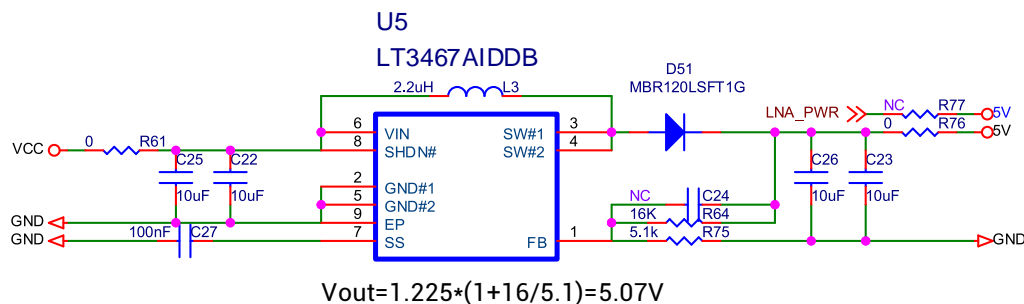 U5
LT3467AIDDB
2.2uH L3
D51
MBR120LSFT1G
LNA_PWR NC R77 5V
0 R76 5V
VCC 0 R61
6 VIN SW#1 3
8 SHDN# SW#2 4
C25 C22
10uF 10uF
C26 C23
10uF 10uF
2 GND#1
5 GND#2
NC C24
GND 9 EP
16K R64
GND 100nF C27 7 SS FB 1 5.1k R75 GND
Vout=1.225*(1+16/5.1)=5.07V